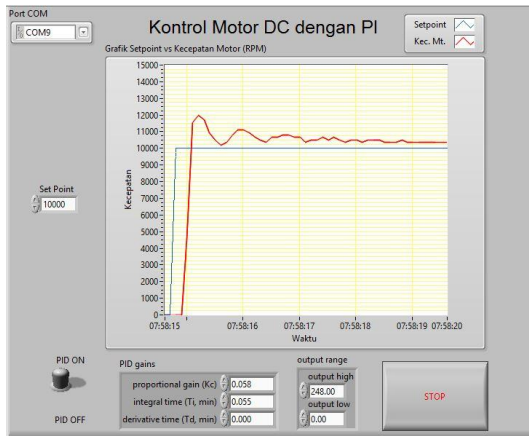 Port COM
COM9
Kontrol Motor DC dengan PI
Setpoint
Kec. Mt.
Grafik Setpoint vs Kecepatan Motor (RPM)
15000
14000
13000
12000
11000
10000
9000
8000
7000
6000
5000
4000
3000
2000
1000
0
Kecepatan
07:58:15
07:58:16
07:58:17
07:58:18
07:58:19
07:58:20
Waktu
Set Point
10000
PID ON
PID OFF
PID gains
proportional gain (Kc) 0.058
integral time (Ti, min) 0.055
derivative time (Td, min) 0.000
output range
output high
248.00
output low
0.00
STOP